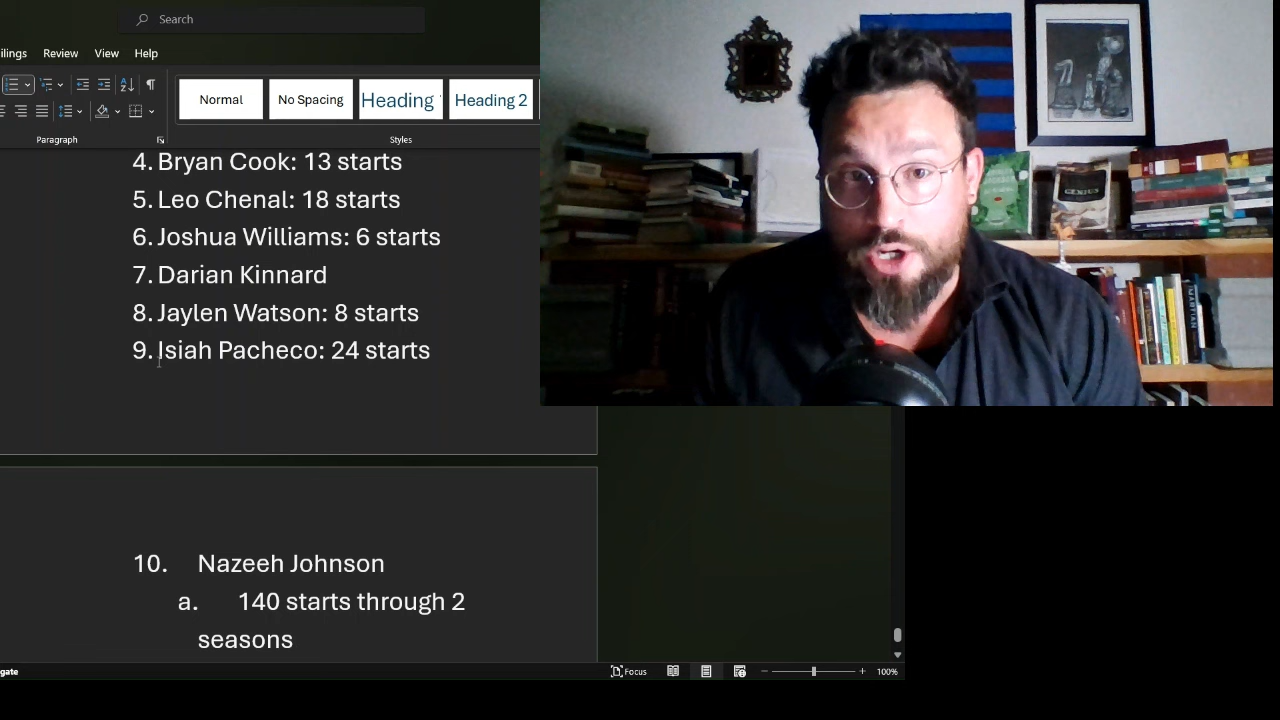 Search
ilings Review View Help
Normal No Spacing Heading Heading 2
Paragraph Styles
4. Bryan Cook: 13 starts
5. Leo Chenal: 18 starts
6. Joshua Williams: 6 starts
7. Darian Kinnard
8. Jaylen Watson: 8 starts
9. Isiah Pacheco: 24 starts
10. Nazeeh Johnson
a. 140 starts through 2
seasons
gate Focus 100%
GENIUS
MARTIAN